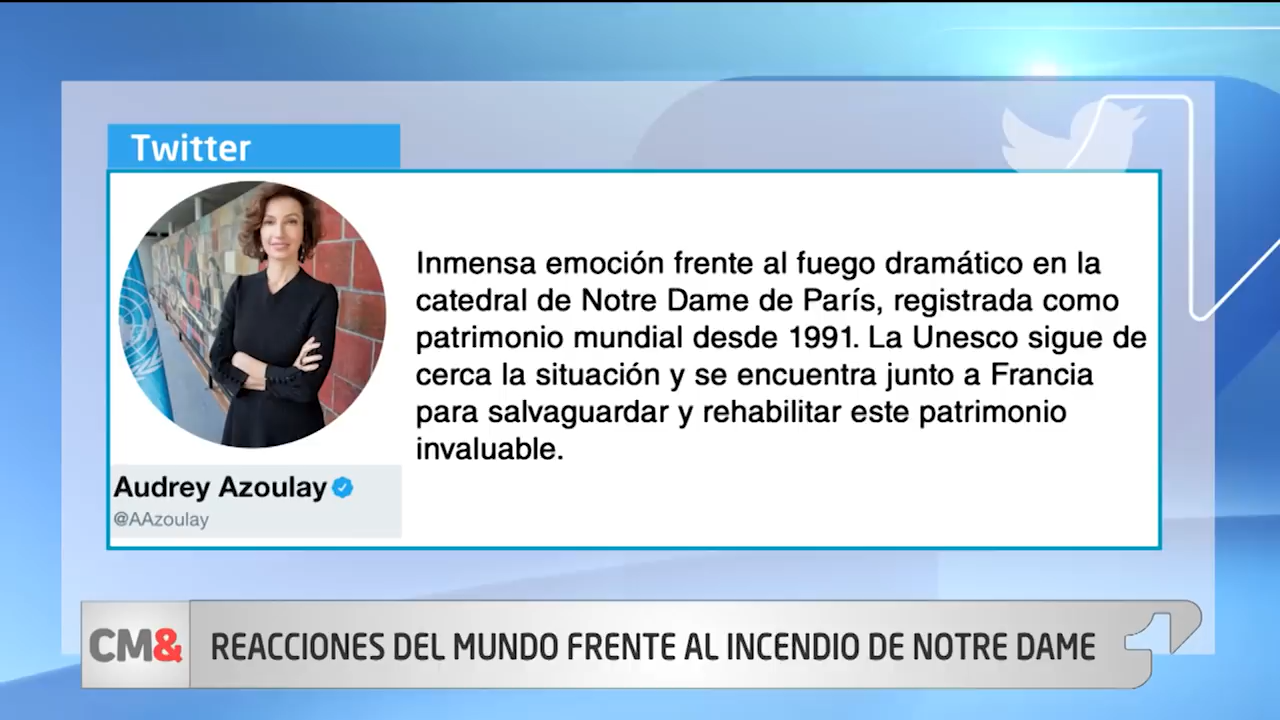 Twitter
Inmensa emoción frente al fuego dramático en la
catedral de Notre Dame de París, registrada como
patrimonio mundial desde 1991. La Unesco sigue de
cerca la situación y se encuentra junto a Francia
para salvaguardar y rehabilitar este patrimonio
invaluable.
Audrey Azoulay
@AAzoulay
CM& REACCIONES DEL MUNDO FRENTE AL INCENDIO DE NOTRE DAME
1